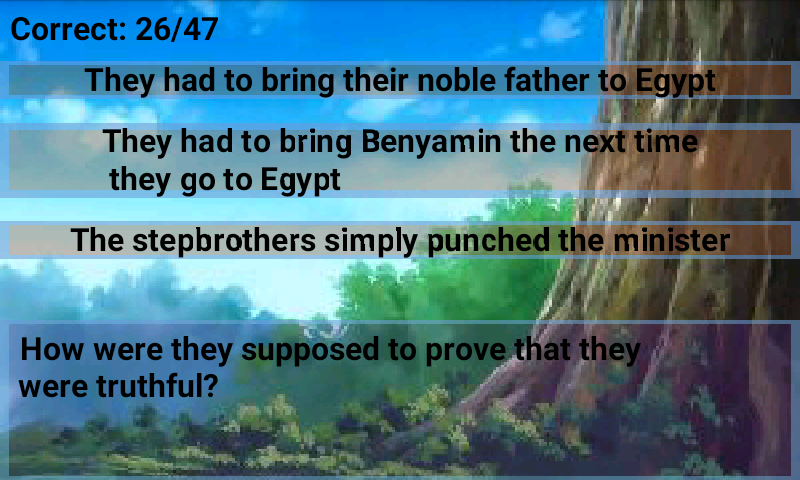 Correct: 26/47
They had to bring their noble father to Egypt
They had to bring Benyamin the next time
they go to Egypt
The stepbrothers simply punched the minister
How were they supposed to prove that they
were truthful?